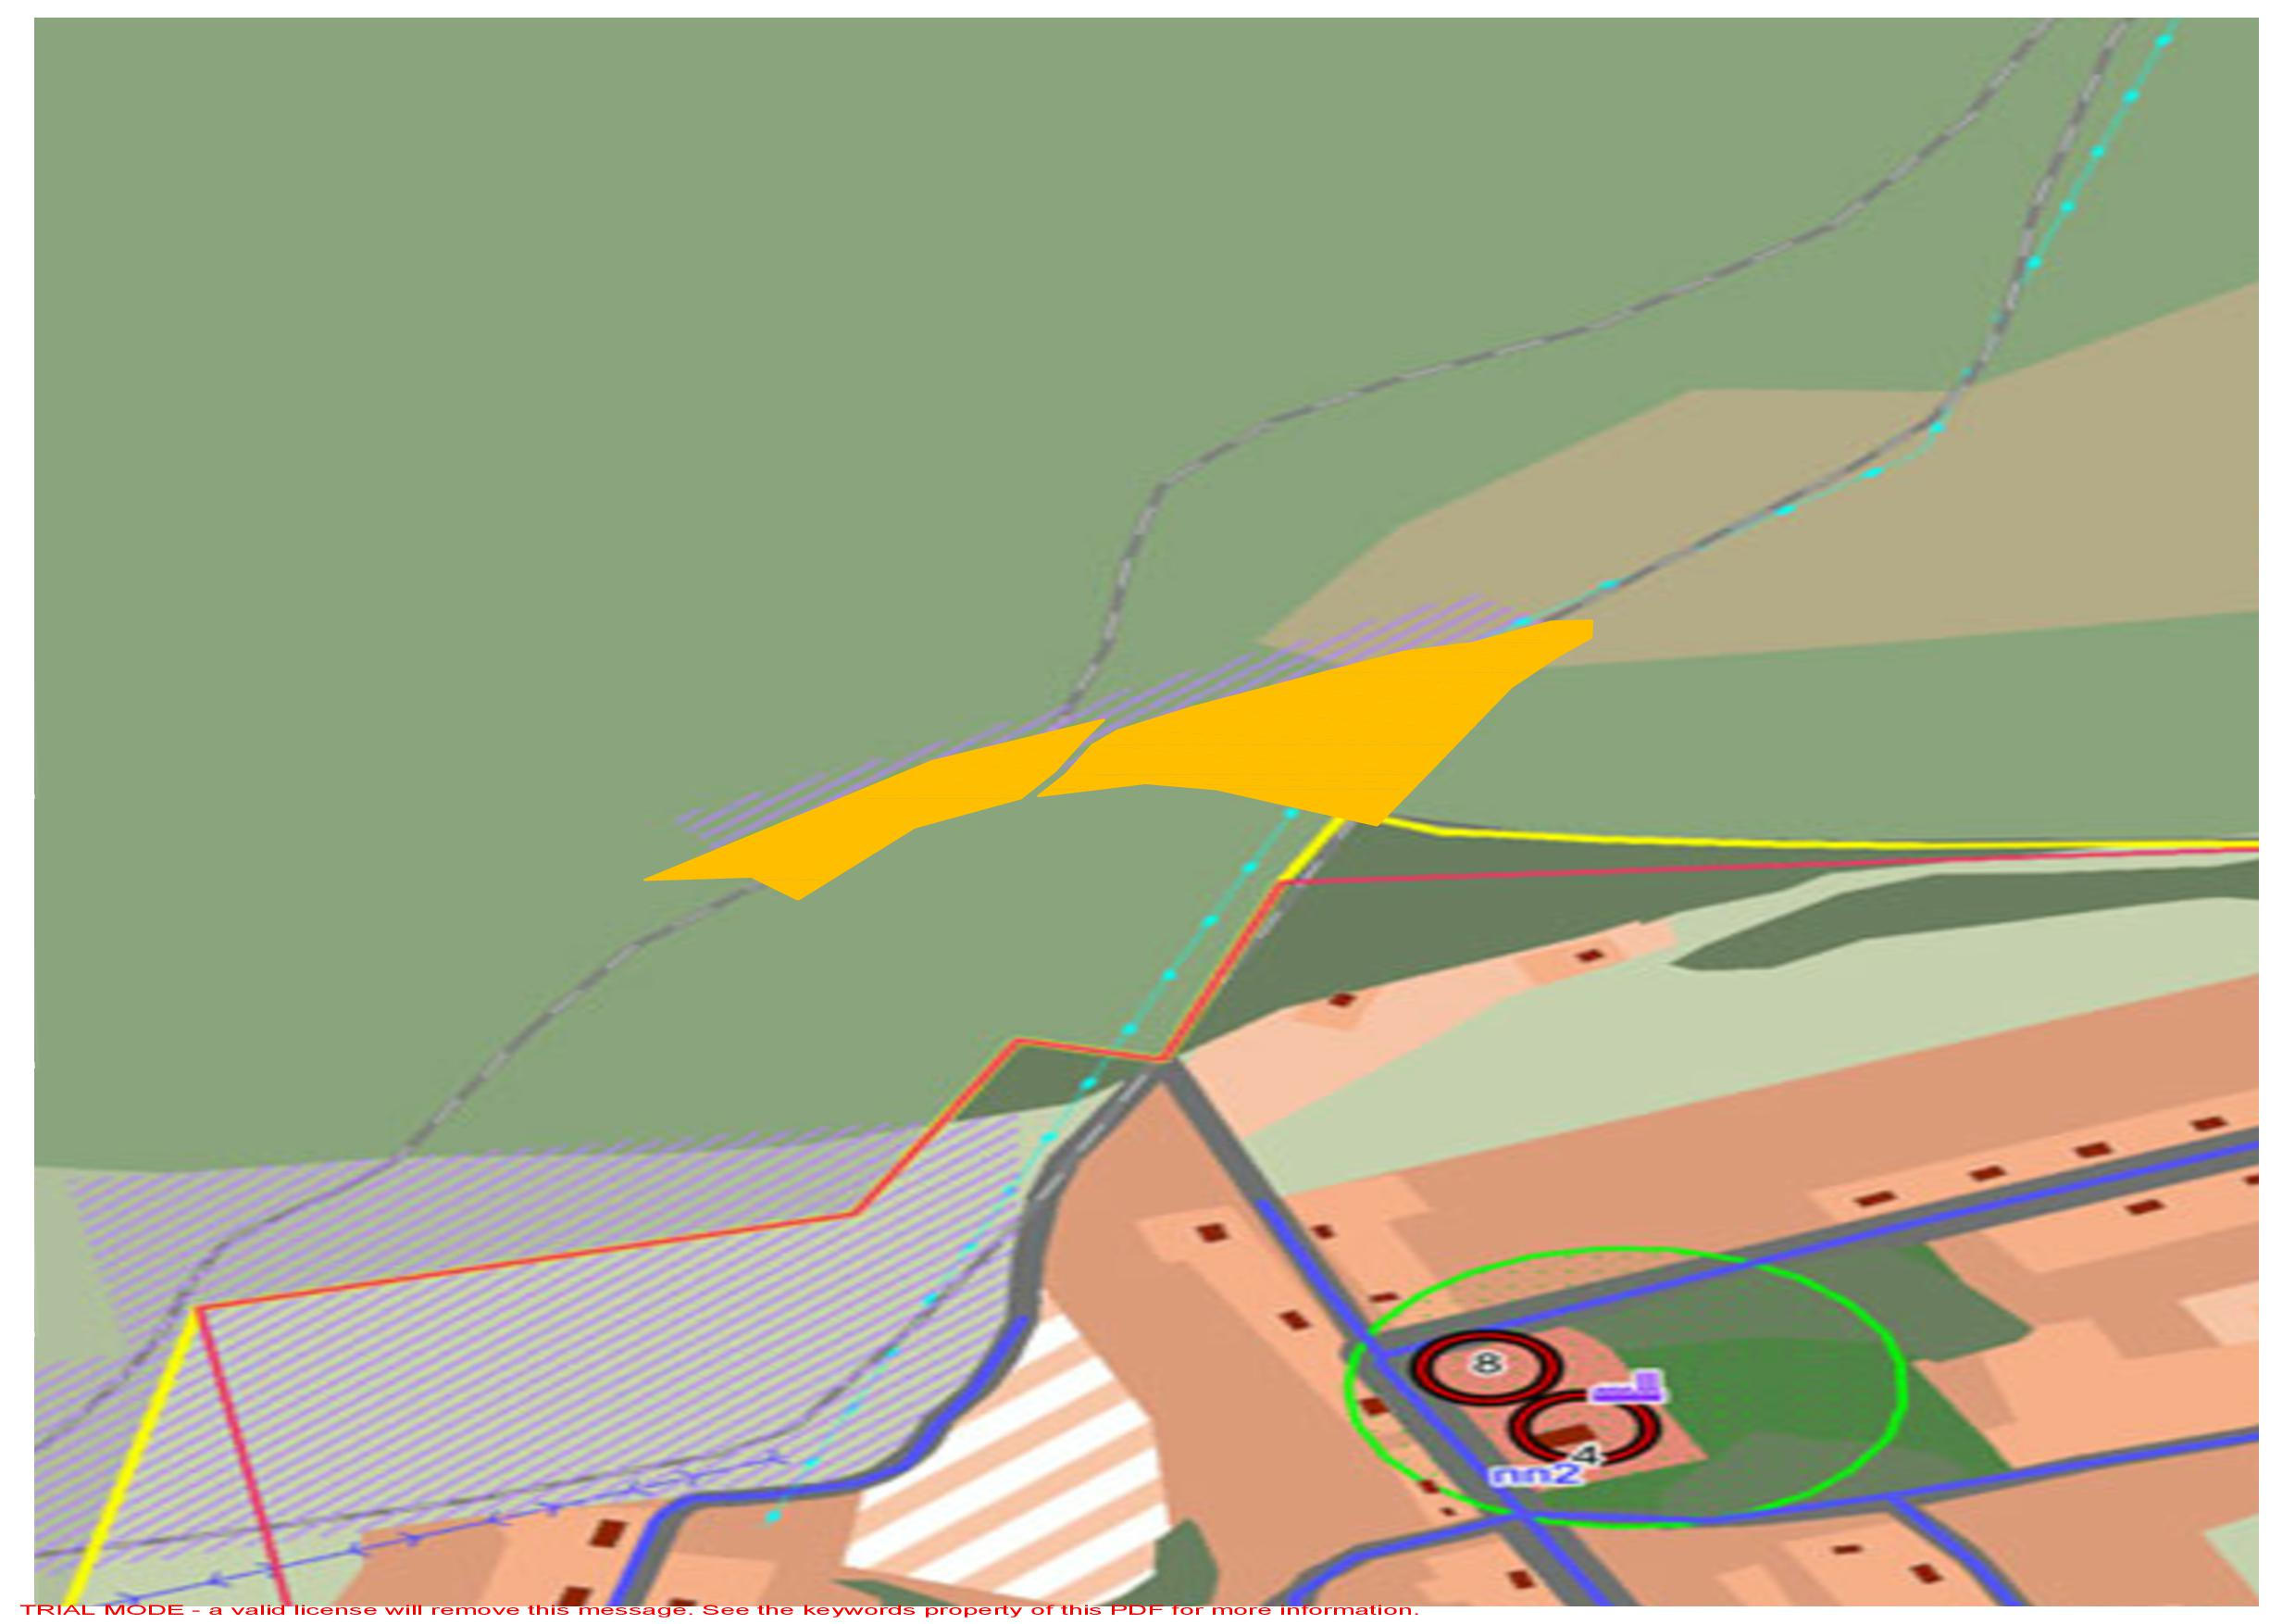 8
4
nn2
TRIAL MODE - a valid license will remove this message. See the keywords property of this PDF for more information.